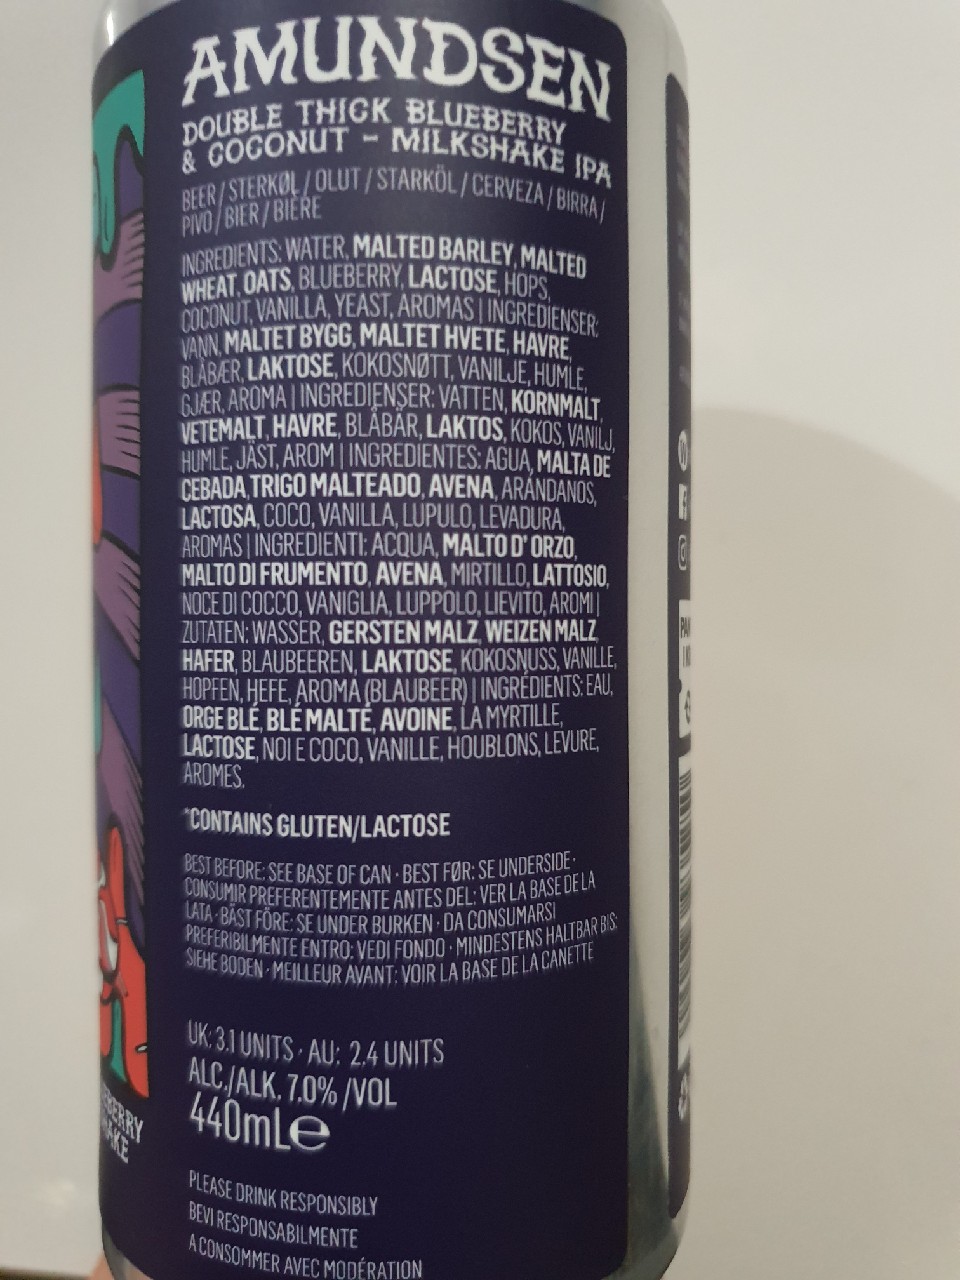 AMUNDSEN
DOUBLE THICK BLUEBERRY
& COCONUT - MILKSHAKE IPA
BEER / STERKØL / OLUT / STARKÖL / CERVEZA / BIRRA /
PIVO / BIER / BIÈRE
INGREDIENTS: WATER, MALTED BARLEY, MALTED
WHEAT, OATS, BLUEBERRY, LACTOSE, HOPS,
COCONUT, VANILLA, YEAST, AROMAS | INGREDIENSER:
VANN, MALTET BYGG, MALTET HVETE, HAVRE,
BLÅBÆR, LAKTOSE, KOKOSNØTT, VANILJE, HUMLE,
GJÆR, AROMA | INGREDIENSER: VATTEN, KORNMALT,
VETEMALT, HAVRE, BLÅBÄR, LAKTOS, KOKOS, VANILJ,
HUMLE, JÄST, AROM | INGREDIENTES: AGUA, MALTA DE
CEBADA, TRIGO MALTEADO, AVENA, ARÁNDANOS,
LACTOSA, COCO, VANILLA, LUPULO, LEVADURA,
AROMAS | INGREDIENTI: ACQUA, MALTO D' ORZO,
MALTO DI FRUMENTO, AVENA, MIRTILLO, LATTOSIO,
NOCE DI COCCO, VANIGLIA, LUPPOLO, LIEVITO, AROMI |
ZUTATEN: WASSER, GERSTEN MALZ, WEIZEN MALZ,
HAFER, BLAUBEEREN, LAKTOSE, KOKOSNUSS, VANILLE,
HOPFEN, HEFE, AROMA (BLAUBEER) | INGRÉDIENTS: EAU,
ORGE BLÉ, BLÉ MALTÉ, AVOINE, LA MYRTILLE,
LACTOSE, NOI E COCO, VANILLE, HOUBLONS, LEVURE,
AROMES.
*CONTAINS GLUTEN/LACTOSE
BEST BEFORE: SEE BASE OF CAN · BEST FØR: SE UNDERSIDE ·
CONSUMIR PREFERENTEMENTE ANTES DEL: VER LA BASE DE LA
LATA · BÄST FÖRE: SE UNDER BURKEN · DA CONSUMARSI
PREFERIBILMENTE ENTRO: VEDI FONDO · MINDESTENS HALTBAR BIS:
SIEHE BODEN · MEILLEUR AVANT: VOIR LA BASE DE LA CANETTE
UK: 3.1 UNITS · AU: 2.4 UNITS
ALC./ALK. 7.0% /VOL
440mL℮
PLEASE DRINK RESPONSIBLY
BEVI RESPONSABILMENTE
A CONSOMMER AVEC MODÉRATION